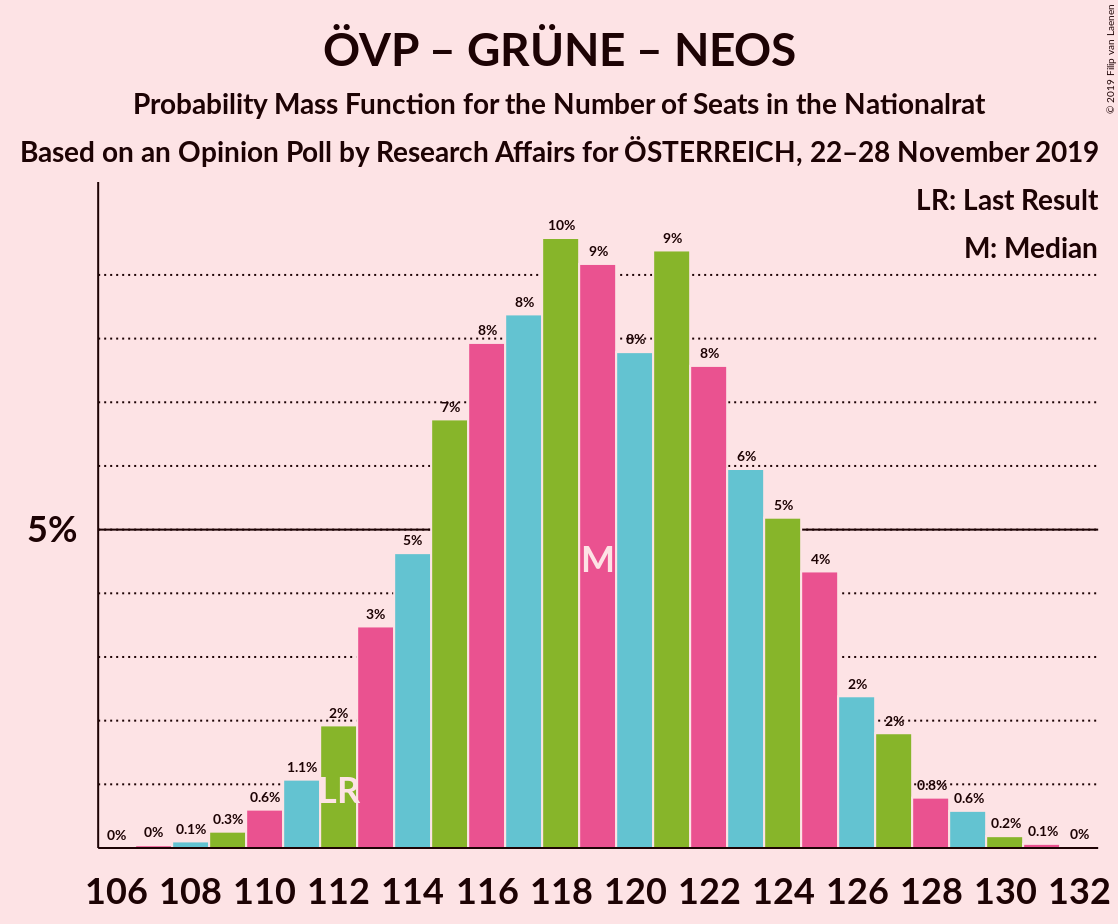 ÖVP – GRÜNE – NEOS
Probability Mass Function for the Number of Seats in the Nationalrat
Based on an Opinion Poll by Research Affairs for ÖSTERREICH, 22–28 November 2019
© 2019 Filip van Laenen
LR: Last Result
M: Median
5%
0% 0% 0.1% 0.3% 0.6% 1.1% 2% 3% 5% 7% 8% 8% 10% 9% 8% 9% 8% 6% 5% 4% 2% 2% 0.8% 0.6% 0.2% 0.1% 0%
M
LR
106 108 110 112 114 116 118 120 122 124 126 128 130 132